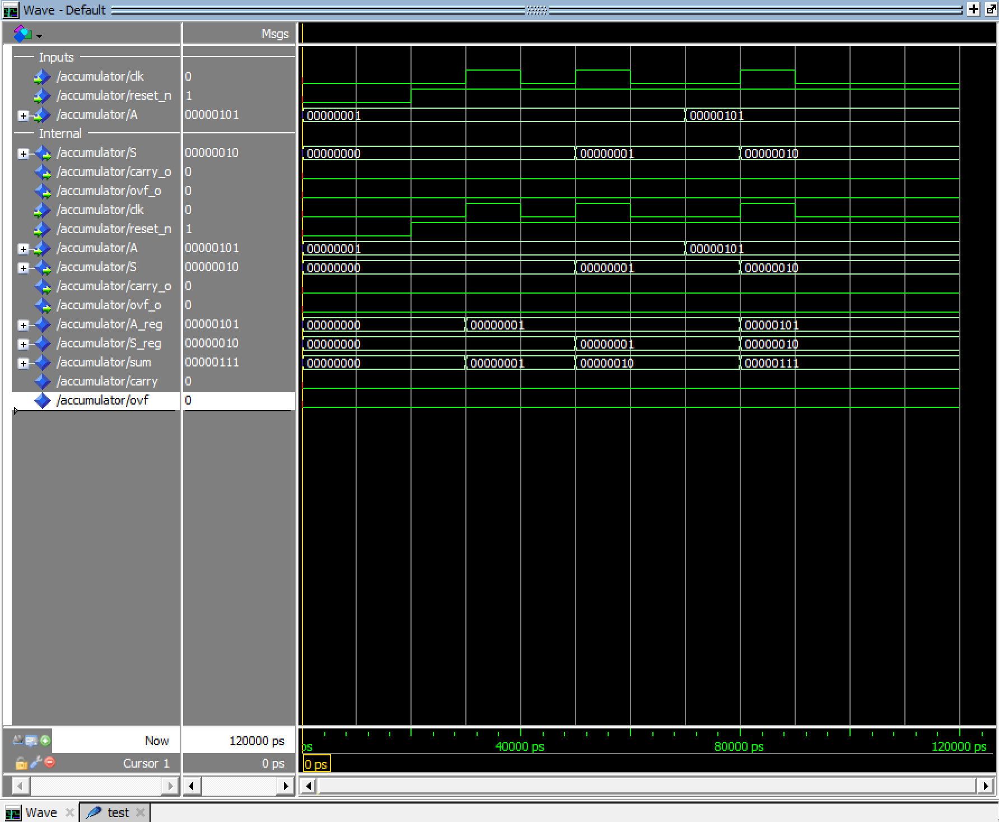 Wave - Default
Msgs
Inputs
/accumulator/clk 0
/accumulator/reset_n 1
/accumulator/A 00000101 00000001 00000101
Internal
/accumulator/S 00000010 00000000 00000001 00000010
/accumulator/carry_o 0
/accumulator/ovf_o 0
/accumulator/clk 0
/accumulator/reset_n 1
/accumulator/A 00000101 00000001 00000101
/accumulator/S 00000010 00000000 00000001 00000010
/accumulator/carry_o 0
/accumulator/ovf_o 0
/accumulator/A_reg 00000101 00000000 00000001 00000101
/accumulator/S_reg 00000010 00000000 00000001 00000010
/accumulator/sum 00000111 00000000 00000001 00000010 00000111
/accumulator/carry 0
/accumulator/ovf 0
Now 120000 ps ps 40000 ps 80000 ps 120000 ps
Cursor 1 0 ps 0 ps
Wave test